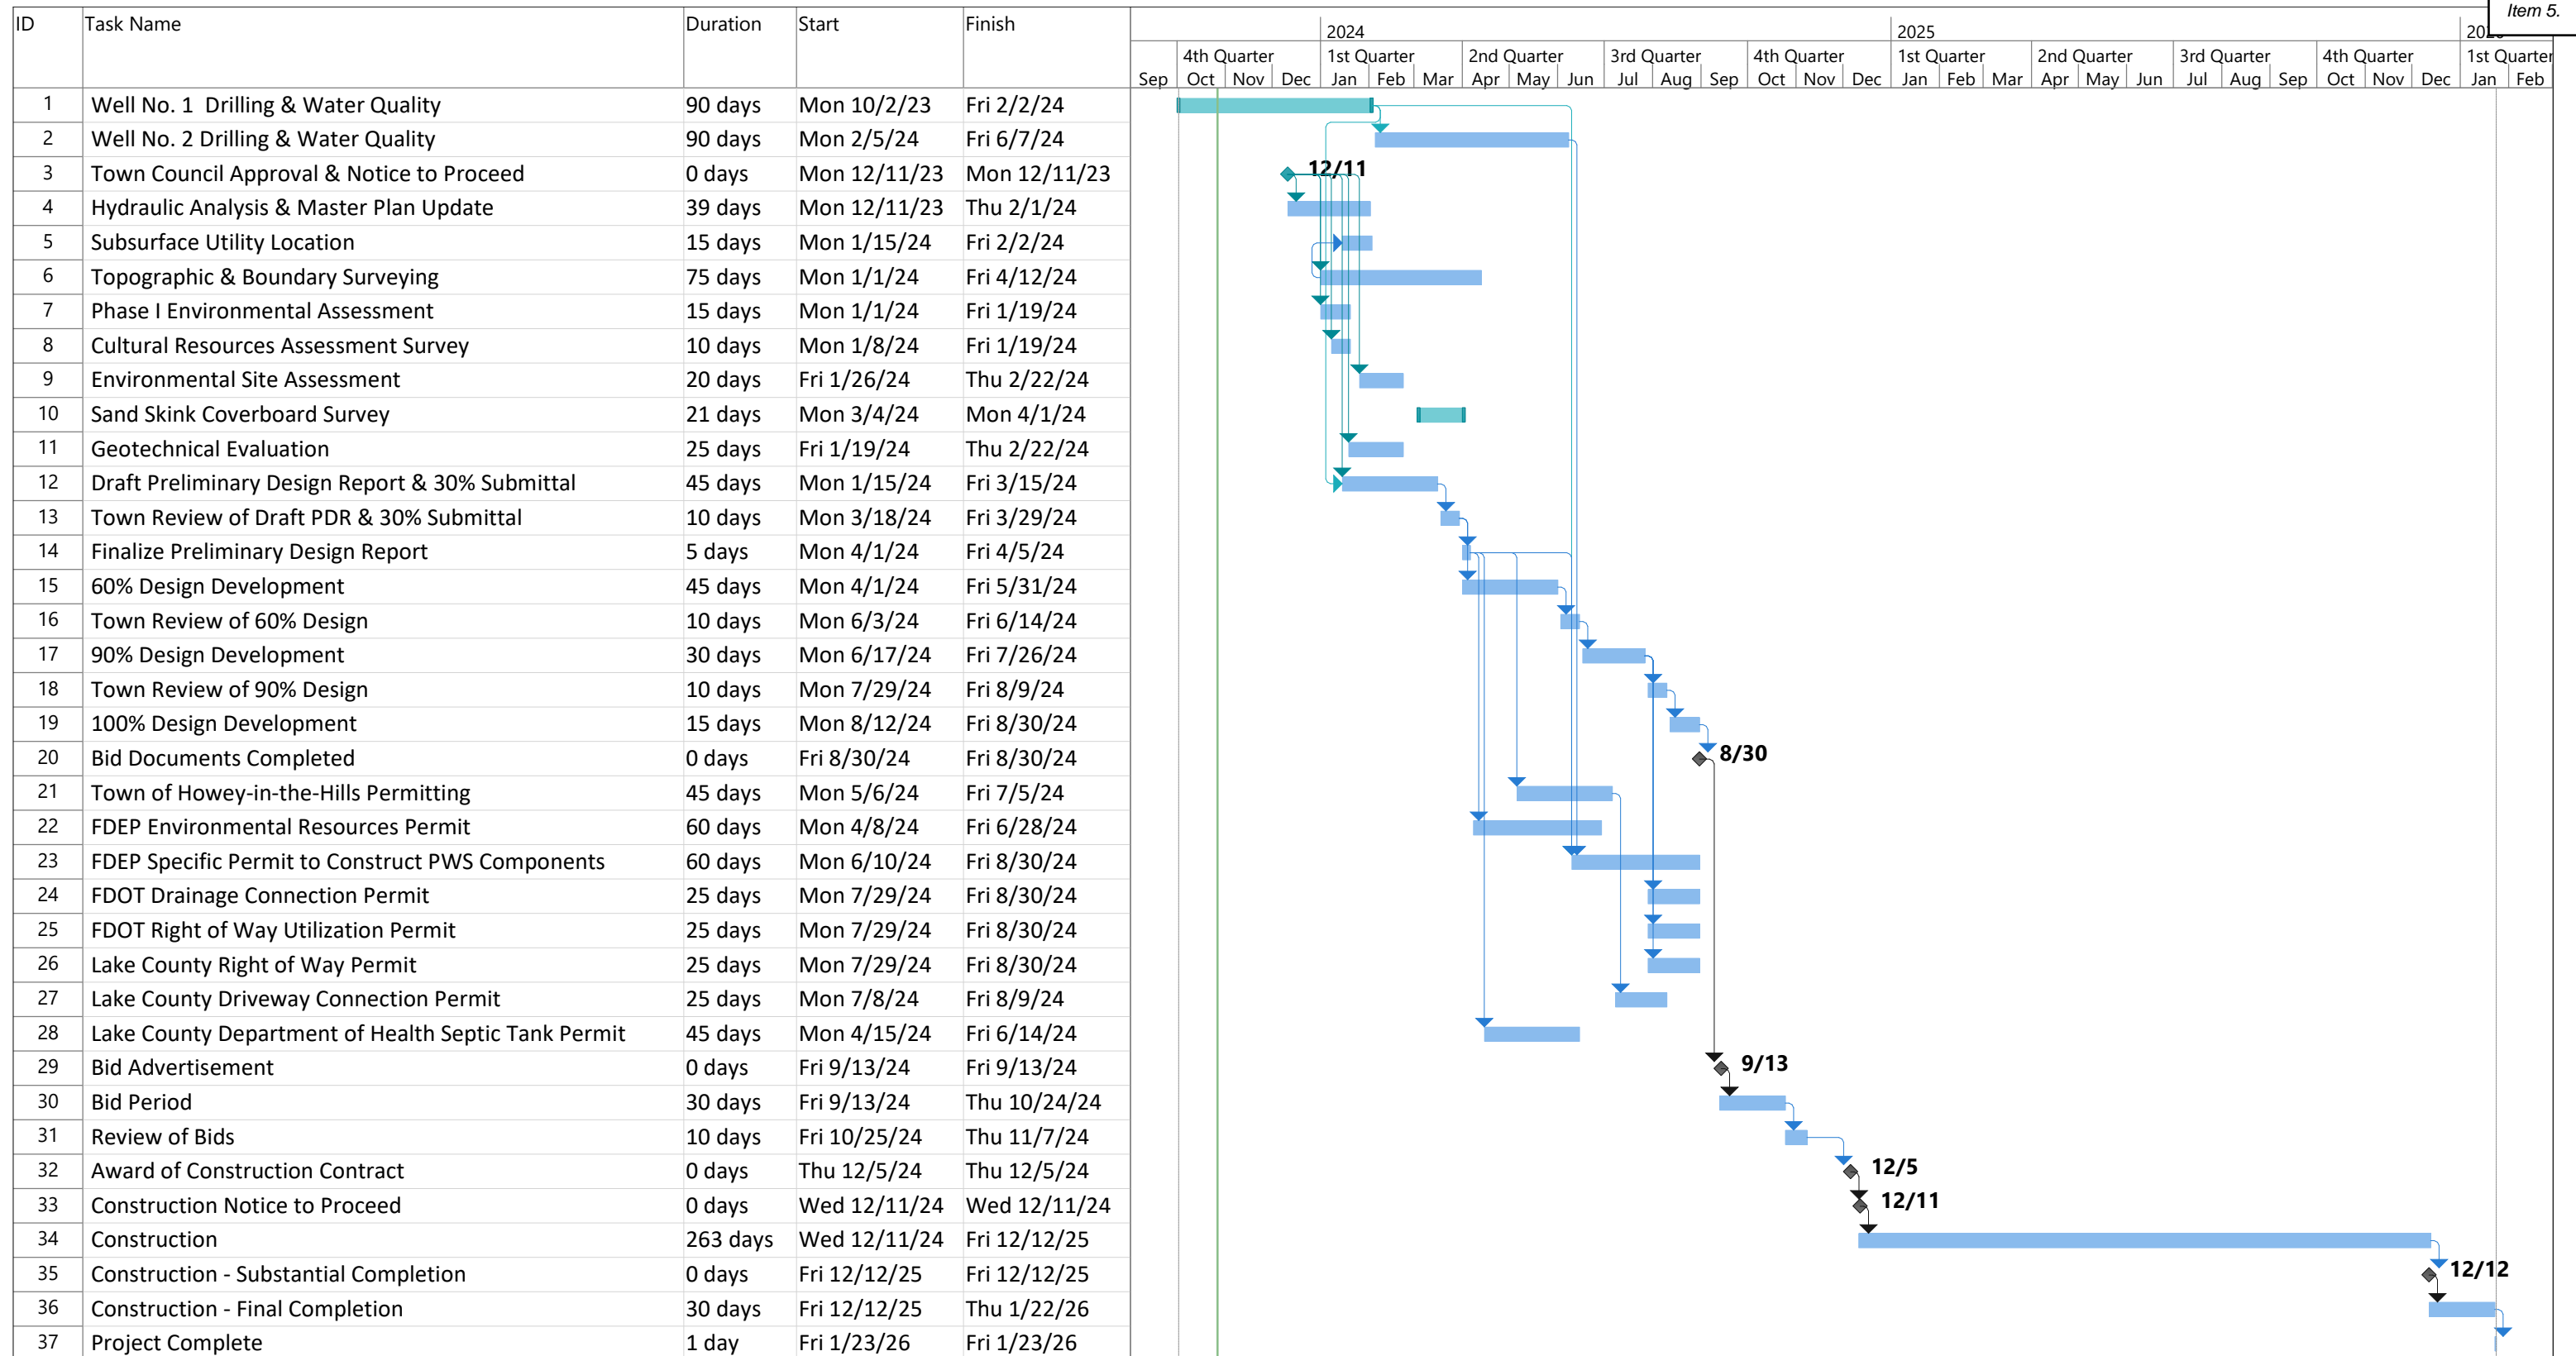 Item 5.
ID Task Name Duration Start Finish
2024 2025
4th Quarter 1st Quarter 2nd Quarter 3rd Quarter 4th Quarter 1st Quarter 2nd Quarter 3rd Quarter 4th Quarter 1st Quarter
Sep Oct Nov Dec Jan Feb Mar Apr May Jun Jul Aug Sep Oct Nov Dec Jan Feb Mar Apr May Jun Jul Aug Sep Oct Nov Dec Jan Feb
1 Well No. 1 Drilling & Water Quality 90 days Mon 10/2/23 Fri 2/2/24
2 Well No. 2 Drilling & Water Quality 90 days Mon 2/5/24 Fri 6/7/24
3 Town Council Approval & Notice to Proceed 0 days Mon 12/11/23 Mon 12/11/23 12/11
4 Hydraulic Analysis & Master Plan Update 39 days Mon 12/11/23 Thu 2/1/24
5 Subsurface Utility Location 15 days Mon 1/15/24 Fri 2/2/24
6 Topographic & Boundary Surveying 75 days Mon 1/1/24 Fri 4/12/24
7 Phase I Environmental Assessment 15 days Mon 1/1/24 Fri 1/19/24
8 Cultural Resources Assessment Survey 10 days Mon 1/8/24 Fri 1/19/24
9 Environmental Site Assessment 20 days Fri 1/26/24 Thu 2/22/24
10 Sand Skink Coverboard Survey 21 days Mon 3/4/24 Mon 4/1/24
11 Geotechnical Evaluation 25 days Fri 1/19/24 Thu 2/22/24
12 Draft Preliminary Design Report & 30% Submittal 45 days Mon 1/15/24 Fri 3/15/24
13 Town Review of Draft PDR & 30% Submittal 10 days Mon 3/18/24 Fri 3/29/24
14 Finalize Preliminary Design Report 5 days Mon 4/1/24 Fri 4/5/24
15 60% Design Development 45 days Mon 4/1/24 Fri 5/31/24
16 Town Review of 60% Design 10 days Mon 6/3/24 Fri 6/14/24
17 90% Design Development 30 days Mon 6/17/24 Fri 7/26/24
18 Town Review of 90% Design 10 days Mon 7/29/24 Fri 8/9/24
19 100% Design Development 15 days Mon 8/12/24 Fri 8/30/24
20 Bid Documents Completed 0 days Fri 8/30/24 Fri 8/30/24 8/30
21 Town of Howey-in-the-Hills Permitting 45 days Mon 5/6/24 Fri 7/5/24
22 FDEP Environmental Resources Permit 60 days Mon 4/8/24 Fri 6/28/24
23 FDEP Specific Permit to Construct PWS Components 60 days Mon 6/10/24 Fri 8/30/24
24 FDOT Drainage Connection Permit 25 days Mon 7/29/24 Fri 8/30/24
25 FDOT Right of Way Utilization Permit 25 days Mon 7/29/24 Fri 8/30/24
26 Lake County Right of Way Permit 25 days Mon 7/29/24 Fri 8/30/24
27 Lake County Driveway Connection Permit 25 days Mon 7/8/24 Fri 8/9/24
28 Lake County Department of Health Septic Tank Permit 45 days Mon 4/15/24 Fri 6/14/24
29 Bid Advertisement 0 days Fri 9/13/24 Fri 9/13/24 9/13
30 Bid Period 30 days Fri 9/13/24 Thu 10/24/24
31 Review of Bids 10 days Fri 10/25/24 Thu 11/7/24
32 Award of Construction Contract 0 days Thu 12/5/24 Thu 12/5/24 12/5
33 Construction Notice to Proceed 0 days Wed 12/11/24 Wed 12/11/24 12/11
34 Construction 263 days Wed 12/11/24 Fri 12/12/25
35 Construction - Substantial Completion 0 days Fri 12/12/25 Fri 12/12/25 12/12
36 Construction - Final Completion 30 days Fri 12/12/25 Thu 1/22/26
37 Project Complete 1 day Fri 1/23/26 Fri 1/23/26